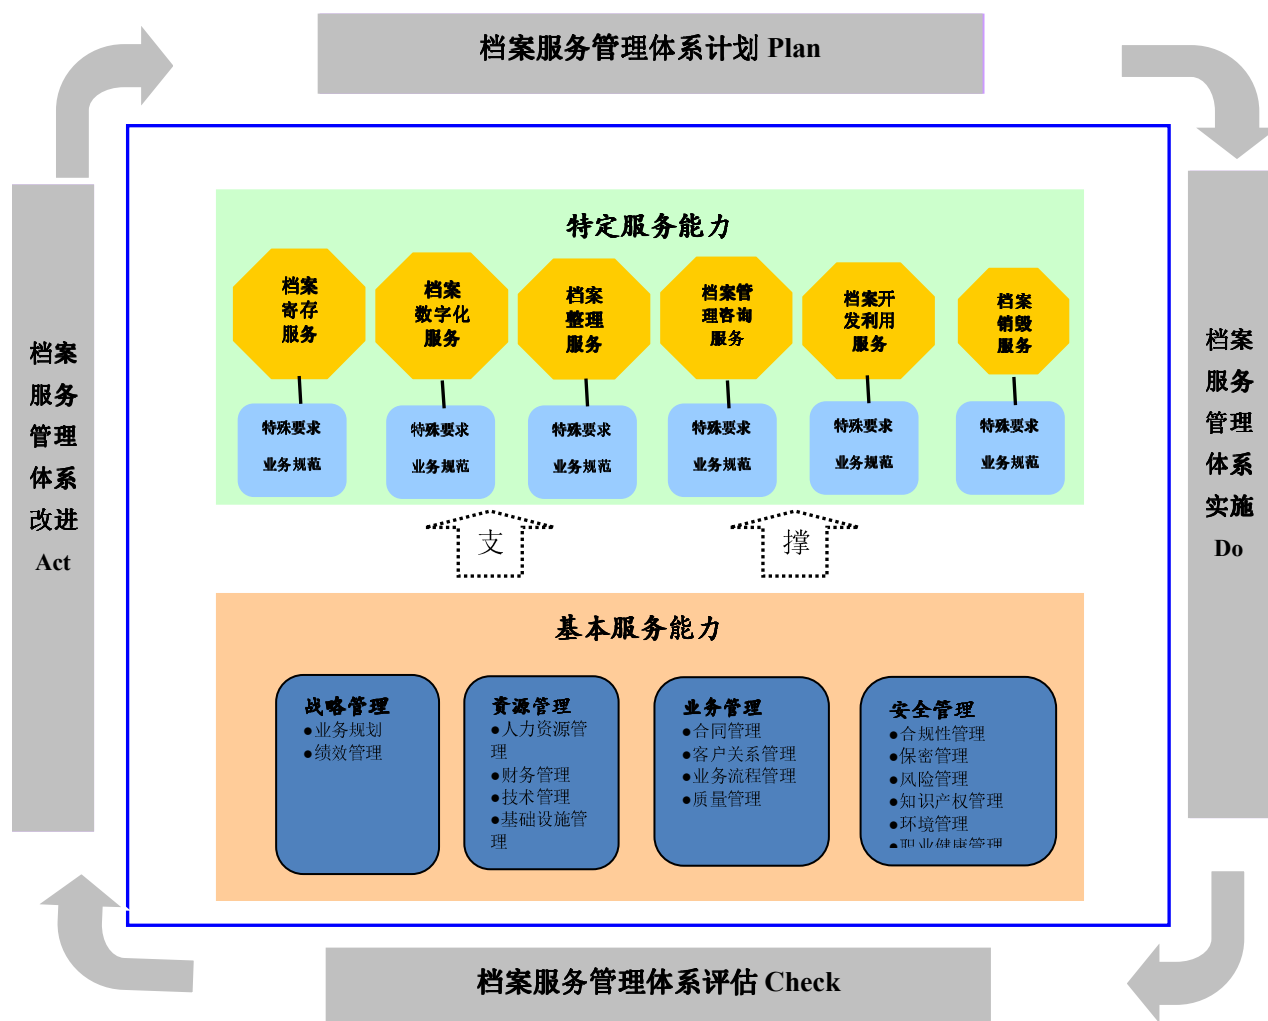 档案服务管理体系计划 Plan
档案
服务
管理
体系
改进
Act
特定服务能力
档案
寄存
服务
档案
数字化
服务
档案
整理
服务
档案管
理咨询
服务
档案开
发利用
服务
档案
销毁
服务
特殊要求
业务规范
特殊要求
业务规范
特殊要求
业务规范
特殊要求
业务规范
特殊要求
业务规范
特殊要求
业务规范
支
撑
基本服务能力
战略管理
●业务规划
●绩效管理
资源管理
●人力资源管
理
●财务管理
●技术管理
●基础设施管
理
业务管理
●合同管理
●客户关系管理
●业务流程管理
●质量管理
安全管理
●合规性管理
●保密管理
●风险管理
●知识产权管理
●环境管理
●职业健康管理
档案
服务
管理
体系
实施
Do
档案服务管理体系评估 Check